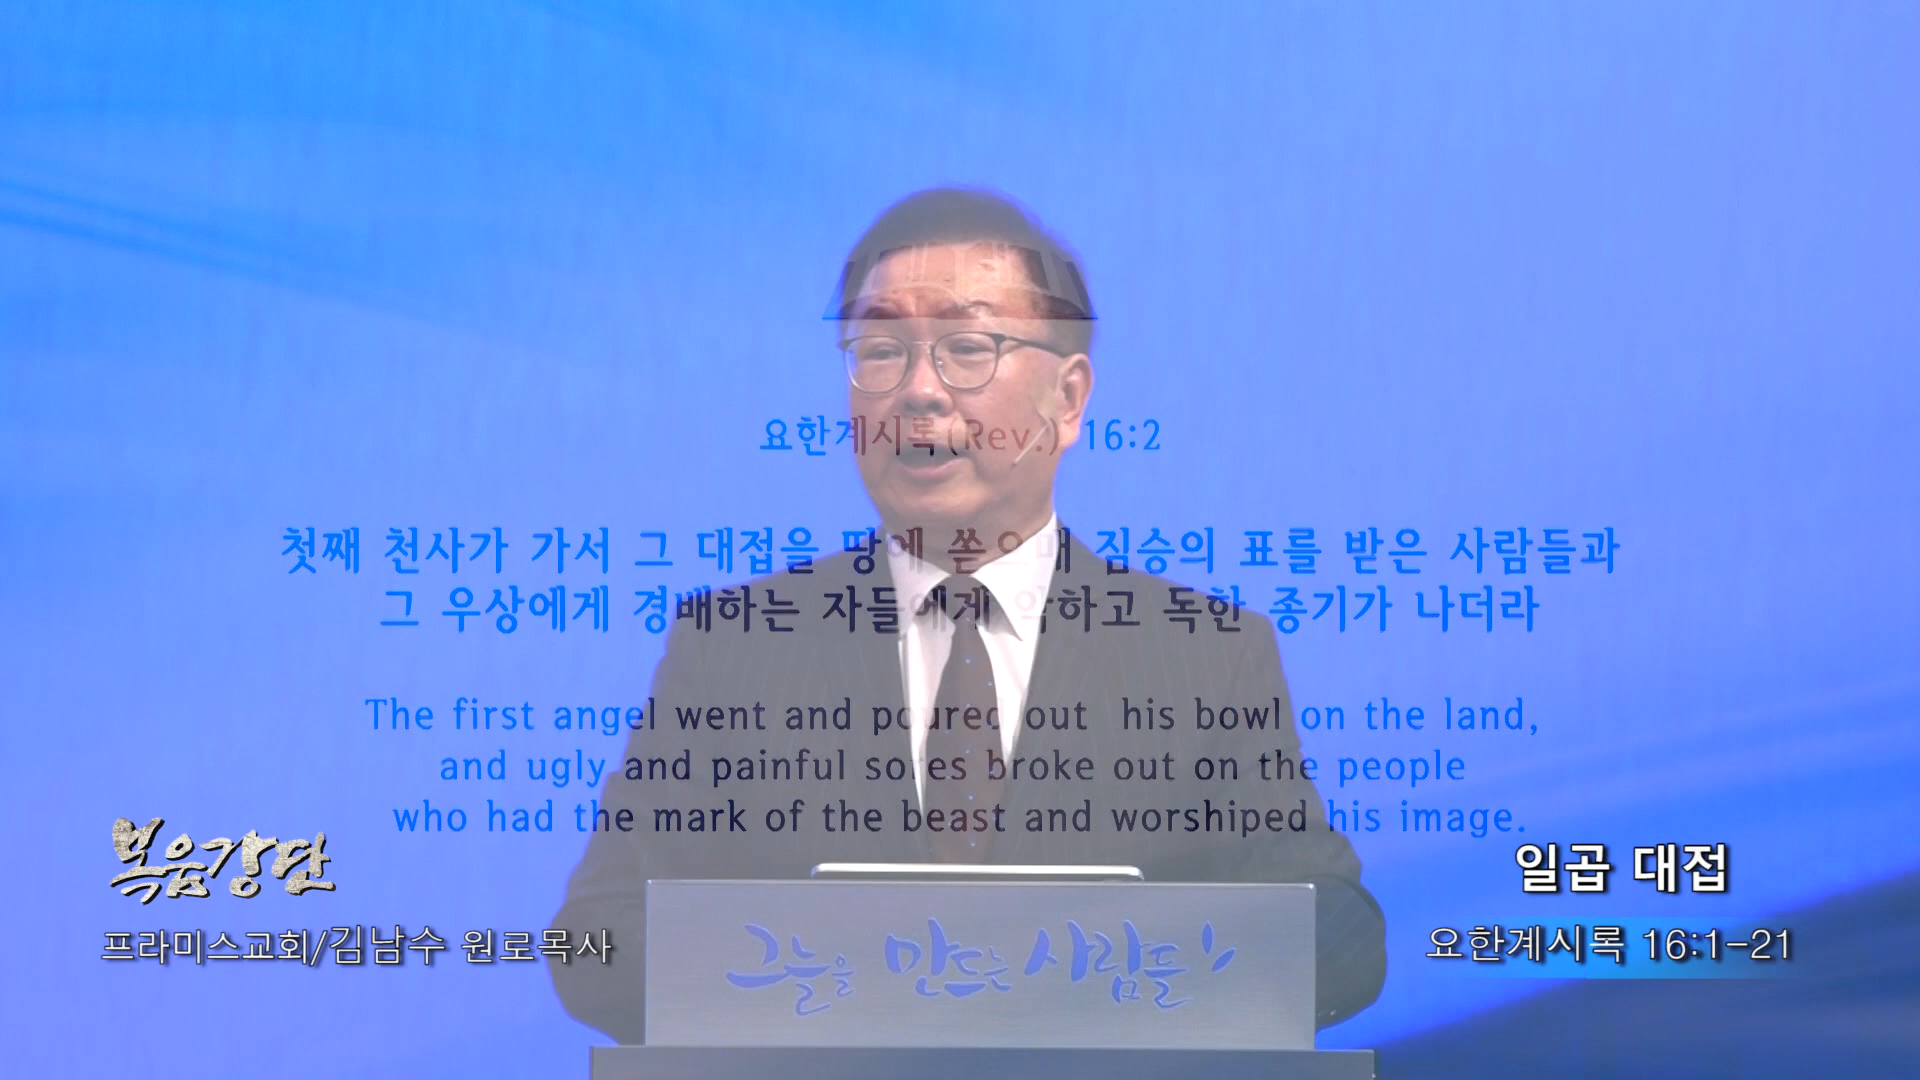 요한계시록(Rev.) 16:2
첫째 천사가 가서 그 대접을 땅에 쏟으매 짐승의 표를 받은 사람들과
그 우상에게 경배하는 자들에게 악하고 독한 종기가 나더라
The first angel went and poured out his bowl on the land,
and ugly and painful sores broke out on the people
who had the mark of the beast and worshiped his image.
복음강단
프라미스교회/김남수 원로목사
일곱 대접
요한계시록 16:1-21
그늘을 만드는 사람들